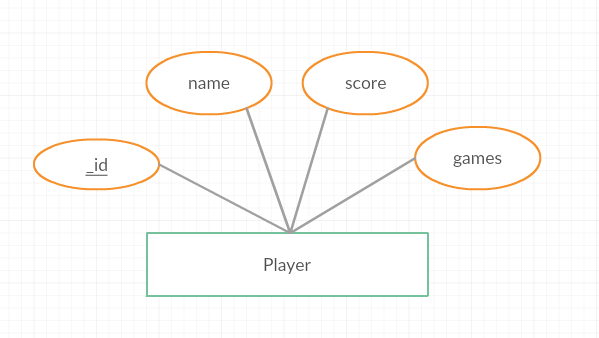 name
score
_id
games
Player